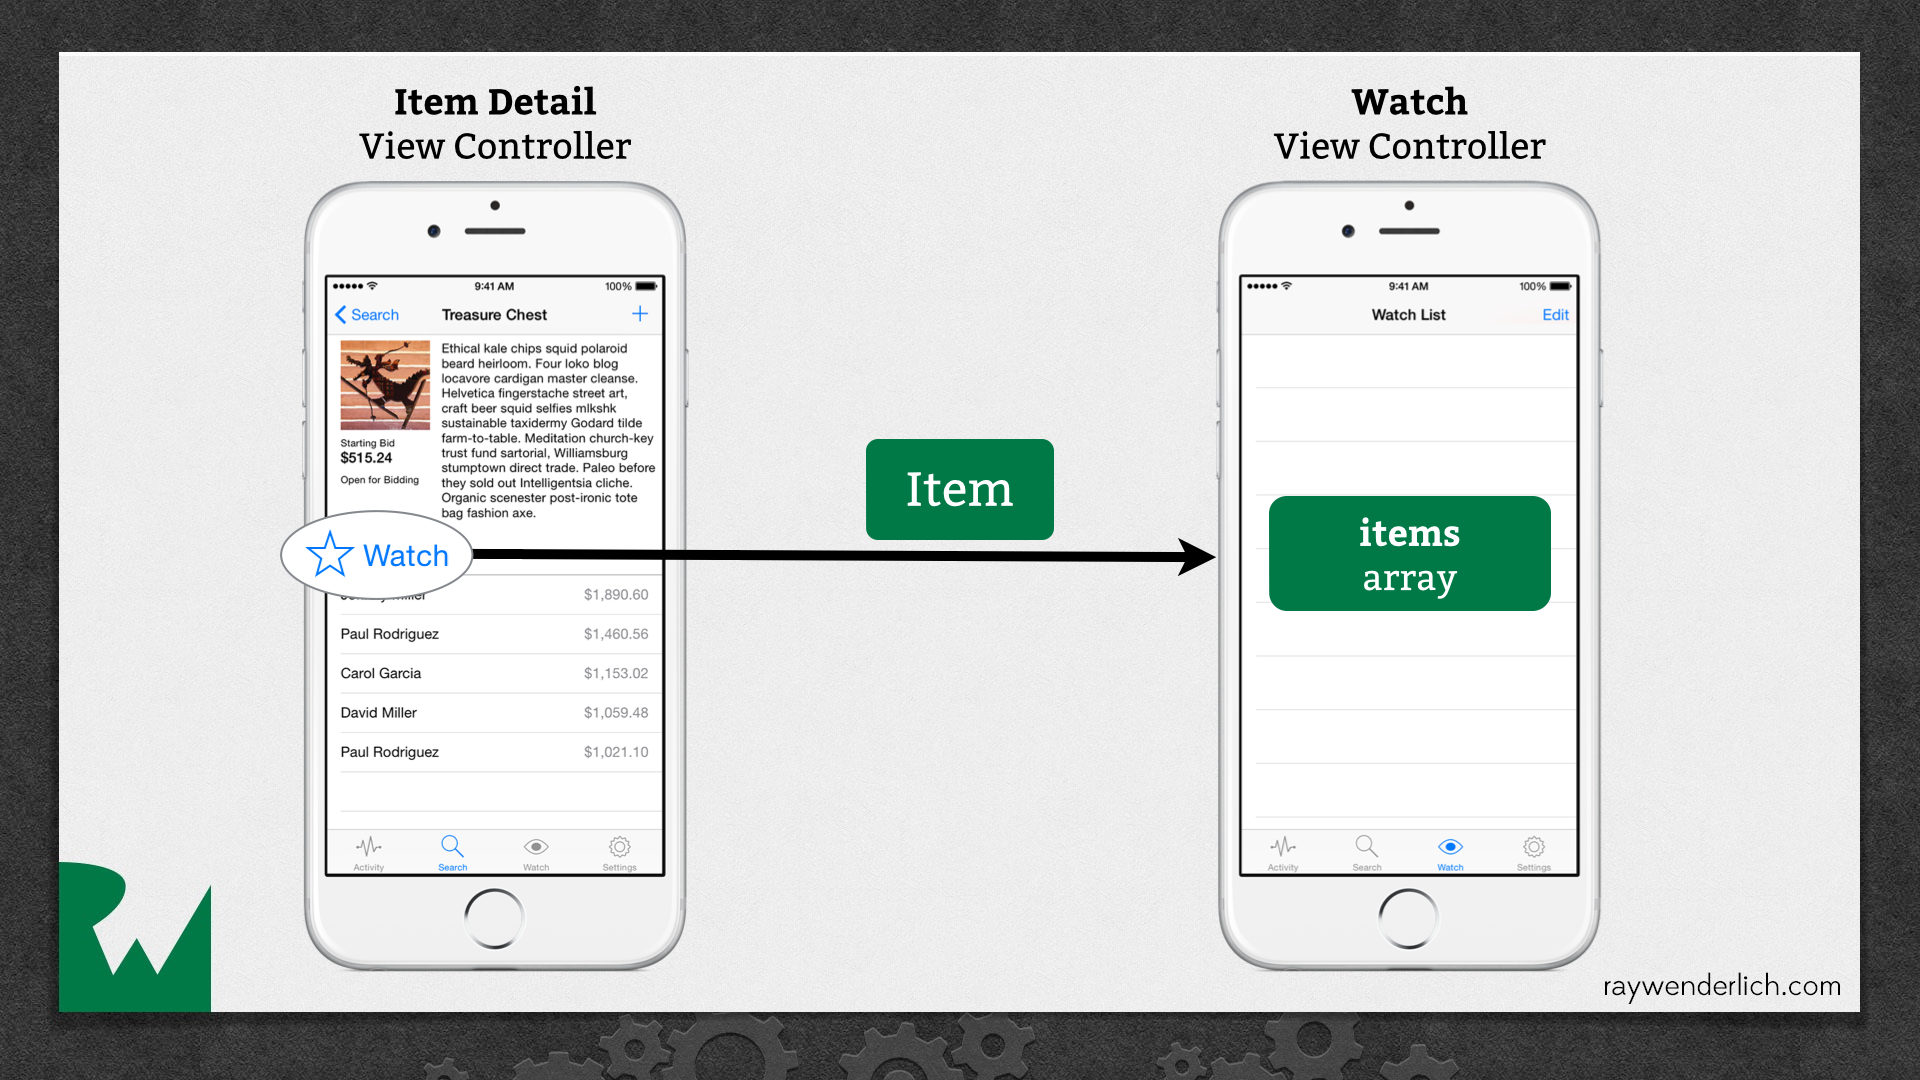 Item Detail
View Controller
9:41 AM
100%
Search
Treasure Chest
+
Ethical kale chips squid polaroid
beard heirloom. Four loko blog
locavore cardigan master cleanse.
Helvetica fingerstache street art,
craft beer squid selfies mlkshk
sustainable taxidermy Godard tilde
farm-to-table. Meditation church-key
trust fund sartorial, Williamsburg
stumptown direct trade. Paleo before
they sold out Intelligentsia cliche.
Organic scenester post-ironic tote
bag fashion axe.
Starting Bid
$515.24
Open for Bidding
Watch
$1,890.60
Paul Rodriguez $1,460.56
Carol Garcia $1,153.02
David Miller $1,059.48
Paul Rodriguez $1,021.10
Activity Search Watch Settings
Item
Watch
View Controller
9:41 AM
100%
Watch List
Edit
items
array
Activity Search Watch Settings
raywenderlich.com